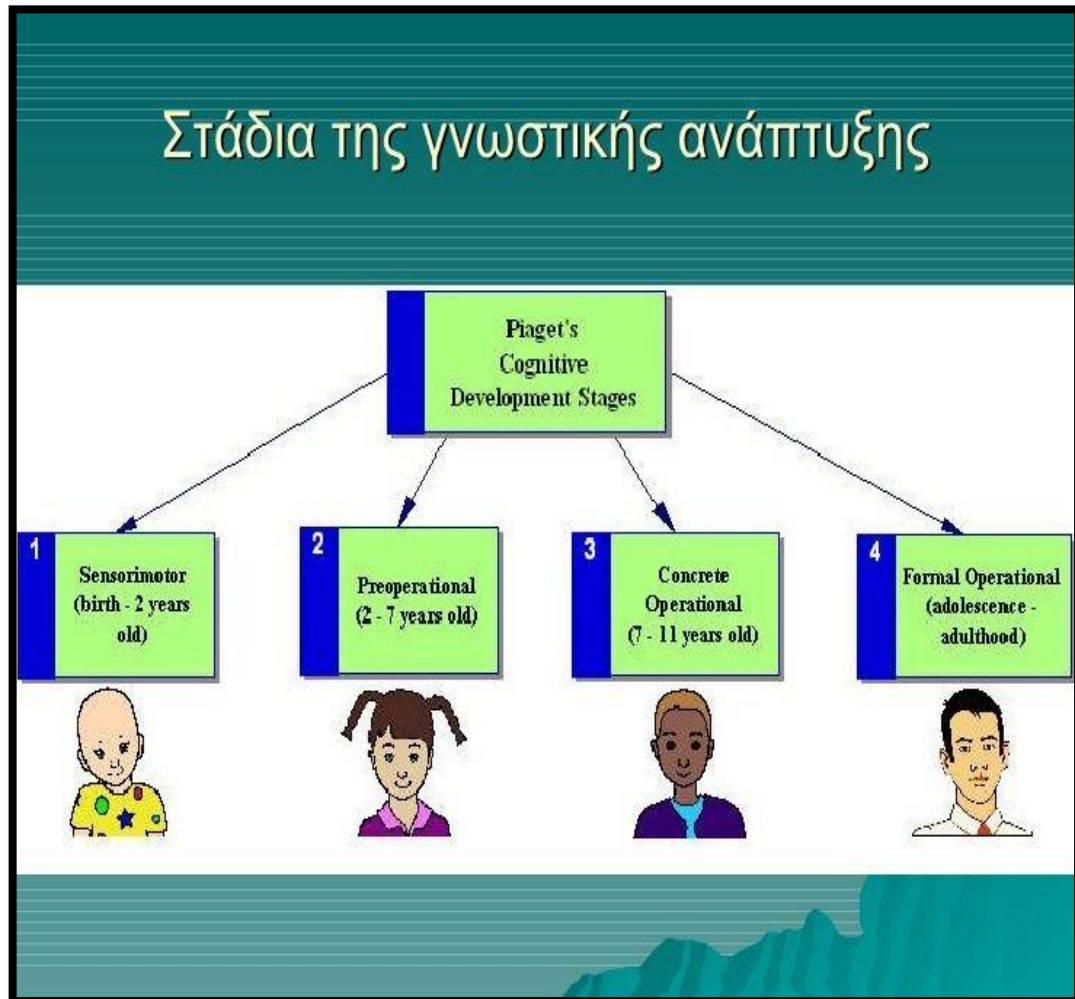 Στάδια της γνωστικής ανάπτυξης
Piaget's
Cognitive
Development Stages
1
Sensorimotor
(birth - 2 years
old)
2
Preoperational
(2 - 7 years old)
3
Concrete
Operational
(7 - 11 years old)
4
Formal Operational
(adolescence -
adulthood)